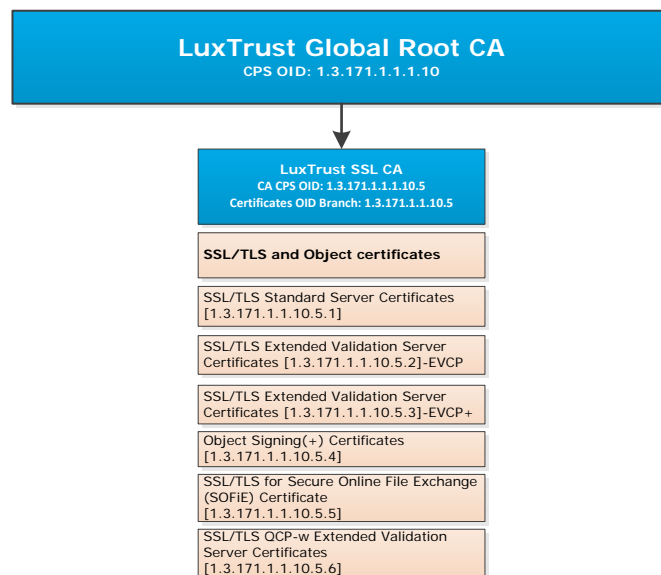 LuxTrust Global Root CA
CPS OID: 1.3.171.1.1.1.10
LuxTrust SSL CA
CA CPS OID: 1.3.171.1.1.1.10.5
Certificates OID Branch: 1.3.171.1.1.10.5
SSL/TLS and Object certificates
SSL/TLS Standard Server Certificates
[1.3.171.1.1.10.5.1]
SSL/TLS Extended Validation Server
Certificates [1.3.171.1.1.10.5.2]-EVCP
SSL/TLS Extended Validation Server
Certificates [1.3.171.1.1.10.5.3]-EVCP+
Object Signing(+) Certificates
[1.3.171.1.1.10.5.4]
SSL/TLS for Secure Online File Exchange
(SOFiE) Certificate
[1.3.171.1.1.10.5.5]
SSL/TLS QCP-w Extended Validation
Server Certificates
[1.3.171.1.1.10.5.6]